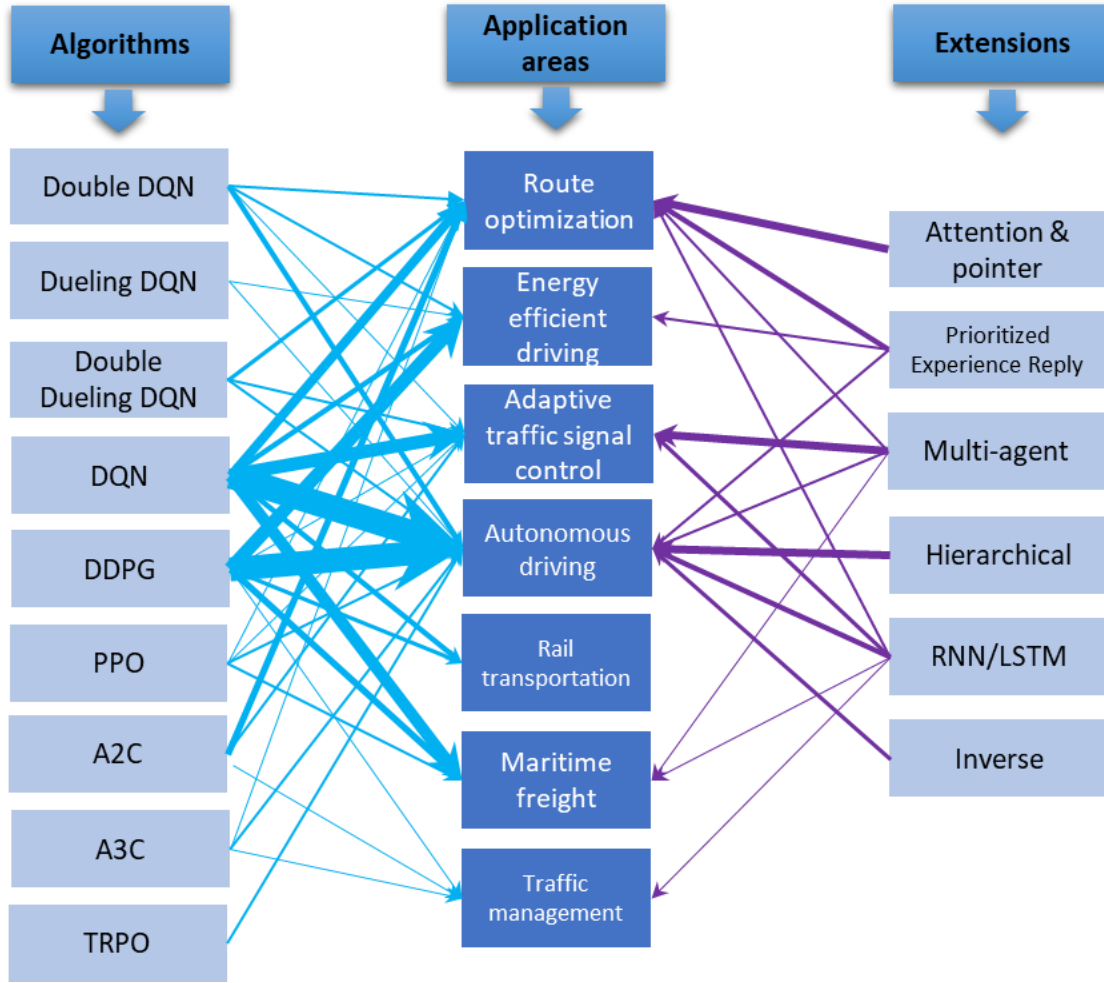 Algorithms
Application
areas
Extensions
Double DQN
Dueling DQN
Double
Dueling DQN
DQN
DDPG
PPO
A2C
A3C
TRPO
Route
optimization
Energy
efficient
driving
Adaptive
traffic signal
control
Autonomous
driving
Rail
transportation
Maritime
freight
Traffic
management
Attention &
pointer
Prioritized
Experience Reply
Multi-agent
Hierarchical
RNN/LSTM
Inverse